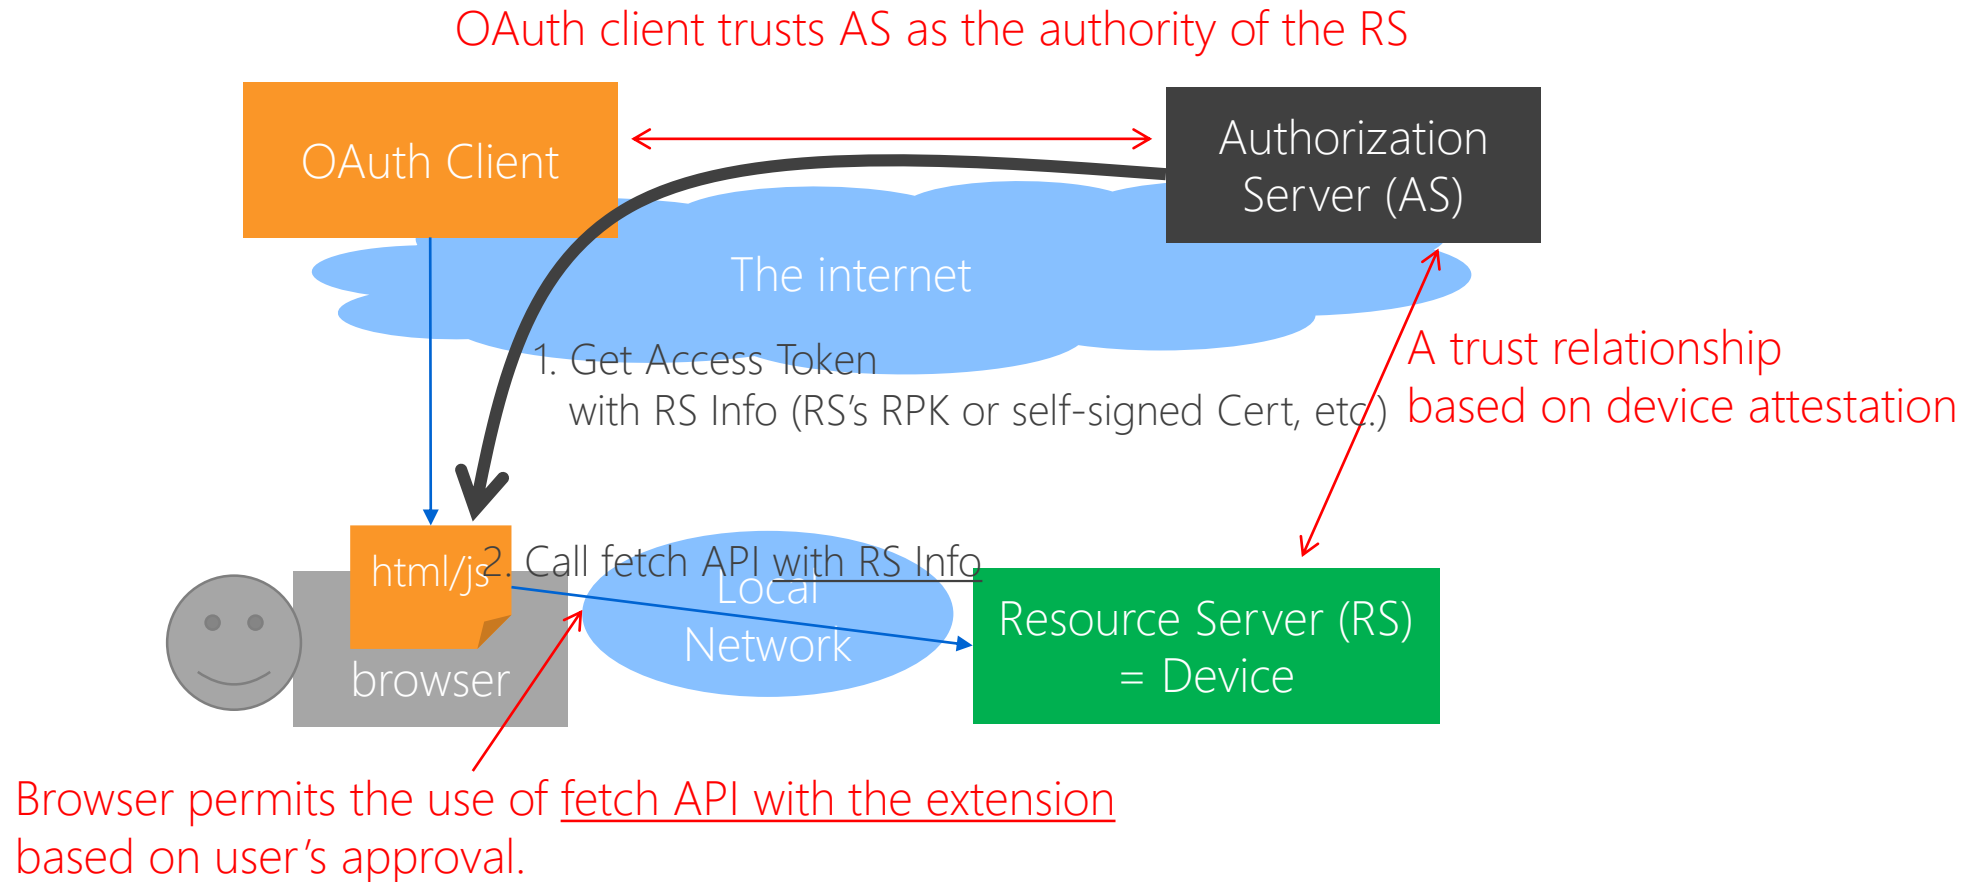 OAuth client trusts AS as the authority of the RS
OAuth Client
Authorization
Server (AS)
The internet
1. Get Access Token
with RS Info (RS’s RPK or self-signed Cert, etc.)
A trust relationship
based on device attestation
html/js
2. Call fetch API with RS Info
Local
Network
browser
Resource Server (RS)
= Device
Browser permits the use of fetch API with the extension
based on user’s approval.